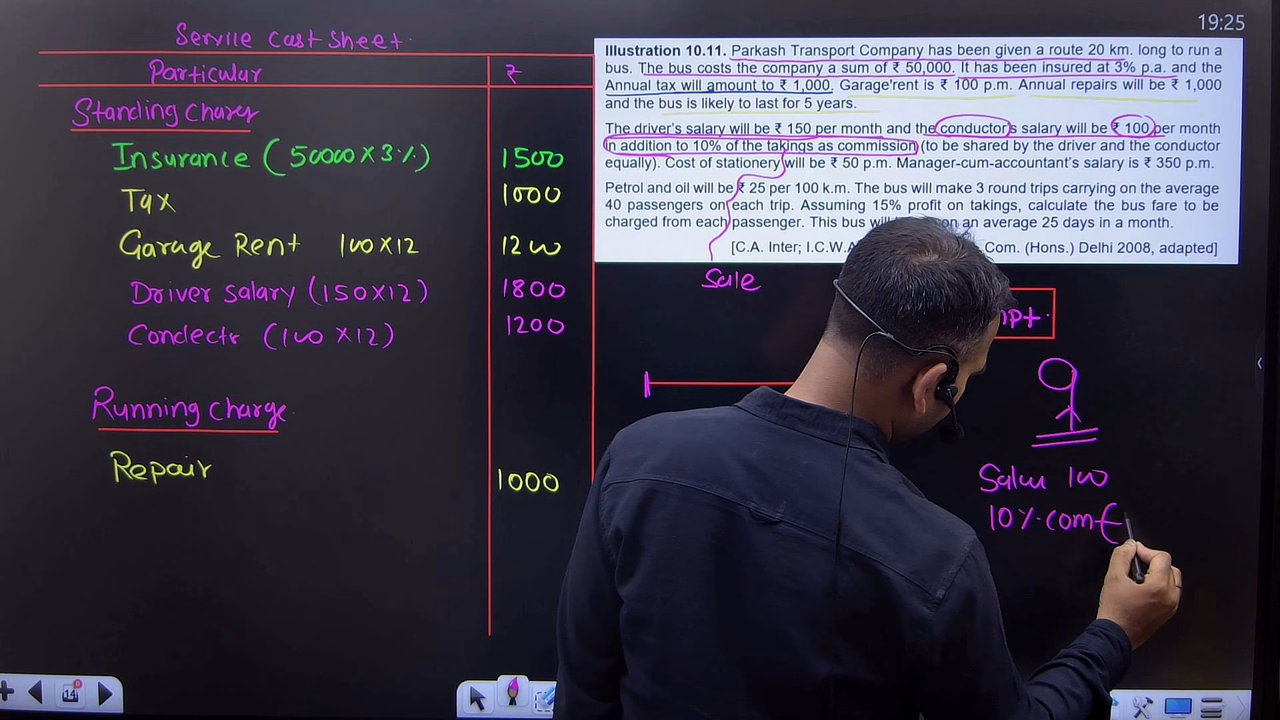 19:25
Service cost sheet.
Particular ₹
Standing charges
Insurance (50000×3%) 1500
Tax 1000
Garage Rent 100×12 1200
Driver salary (150×12) 1800
Conducts (100×12) 1200
Running charge
Repair 1000
Illustration 10.11. Parkash Transport Company has been given a route 20 km. long to run a
bus. The bus costs the company a sum of ₹ 50,000. It has been insured at 3% p.a. and the
Annual tax will amount to ₹ 1,000. Garage'rent is ₹ 100 p.m. Annual repairs will be ₹ 1,000
and the bus is likely to last for 5 years.
The driver's salary will be ₹ 150 per month and the conductor's salary will be ₹ 100 per month
in addition to 10% of the takings as commission (to be shared by the driver and the conductor
equally). Cost of stationery will be ₹ 50 p.m. Manager-cum-accountant's salary is ₹ 350 p.m.
Petrol and oil will be ₹ 25 per 100 k.m. The bus will make 3 round trips carrying on the average
40 passengers on each trip. Assuming 15% profit on takings, calculate the bus fare to be
charged from each passenger. This bus will on an average 25 days in a month.
[C.A. Inter; I.C.W.A Com. (Hons.) Delhi 2008, adapted]
Sale
10%.com-(
14